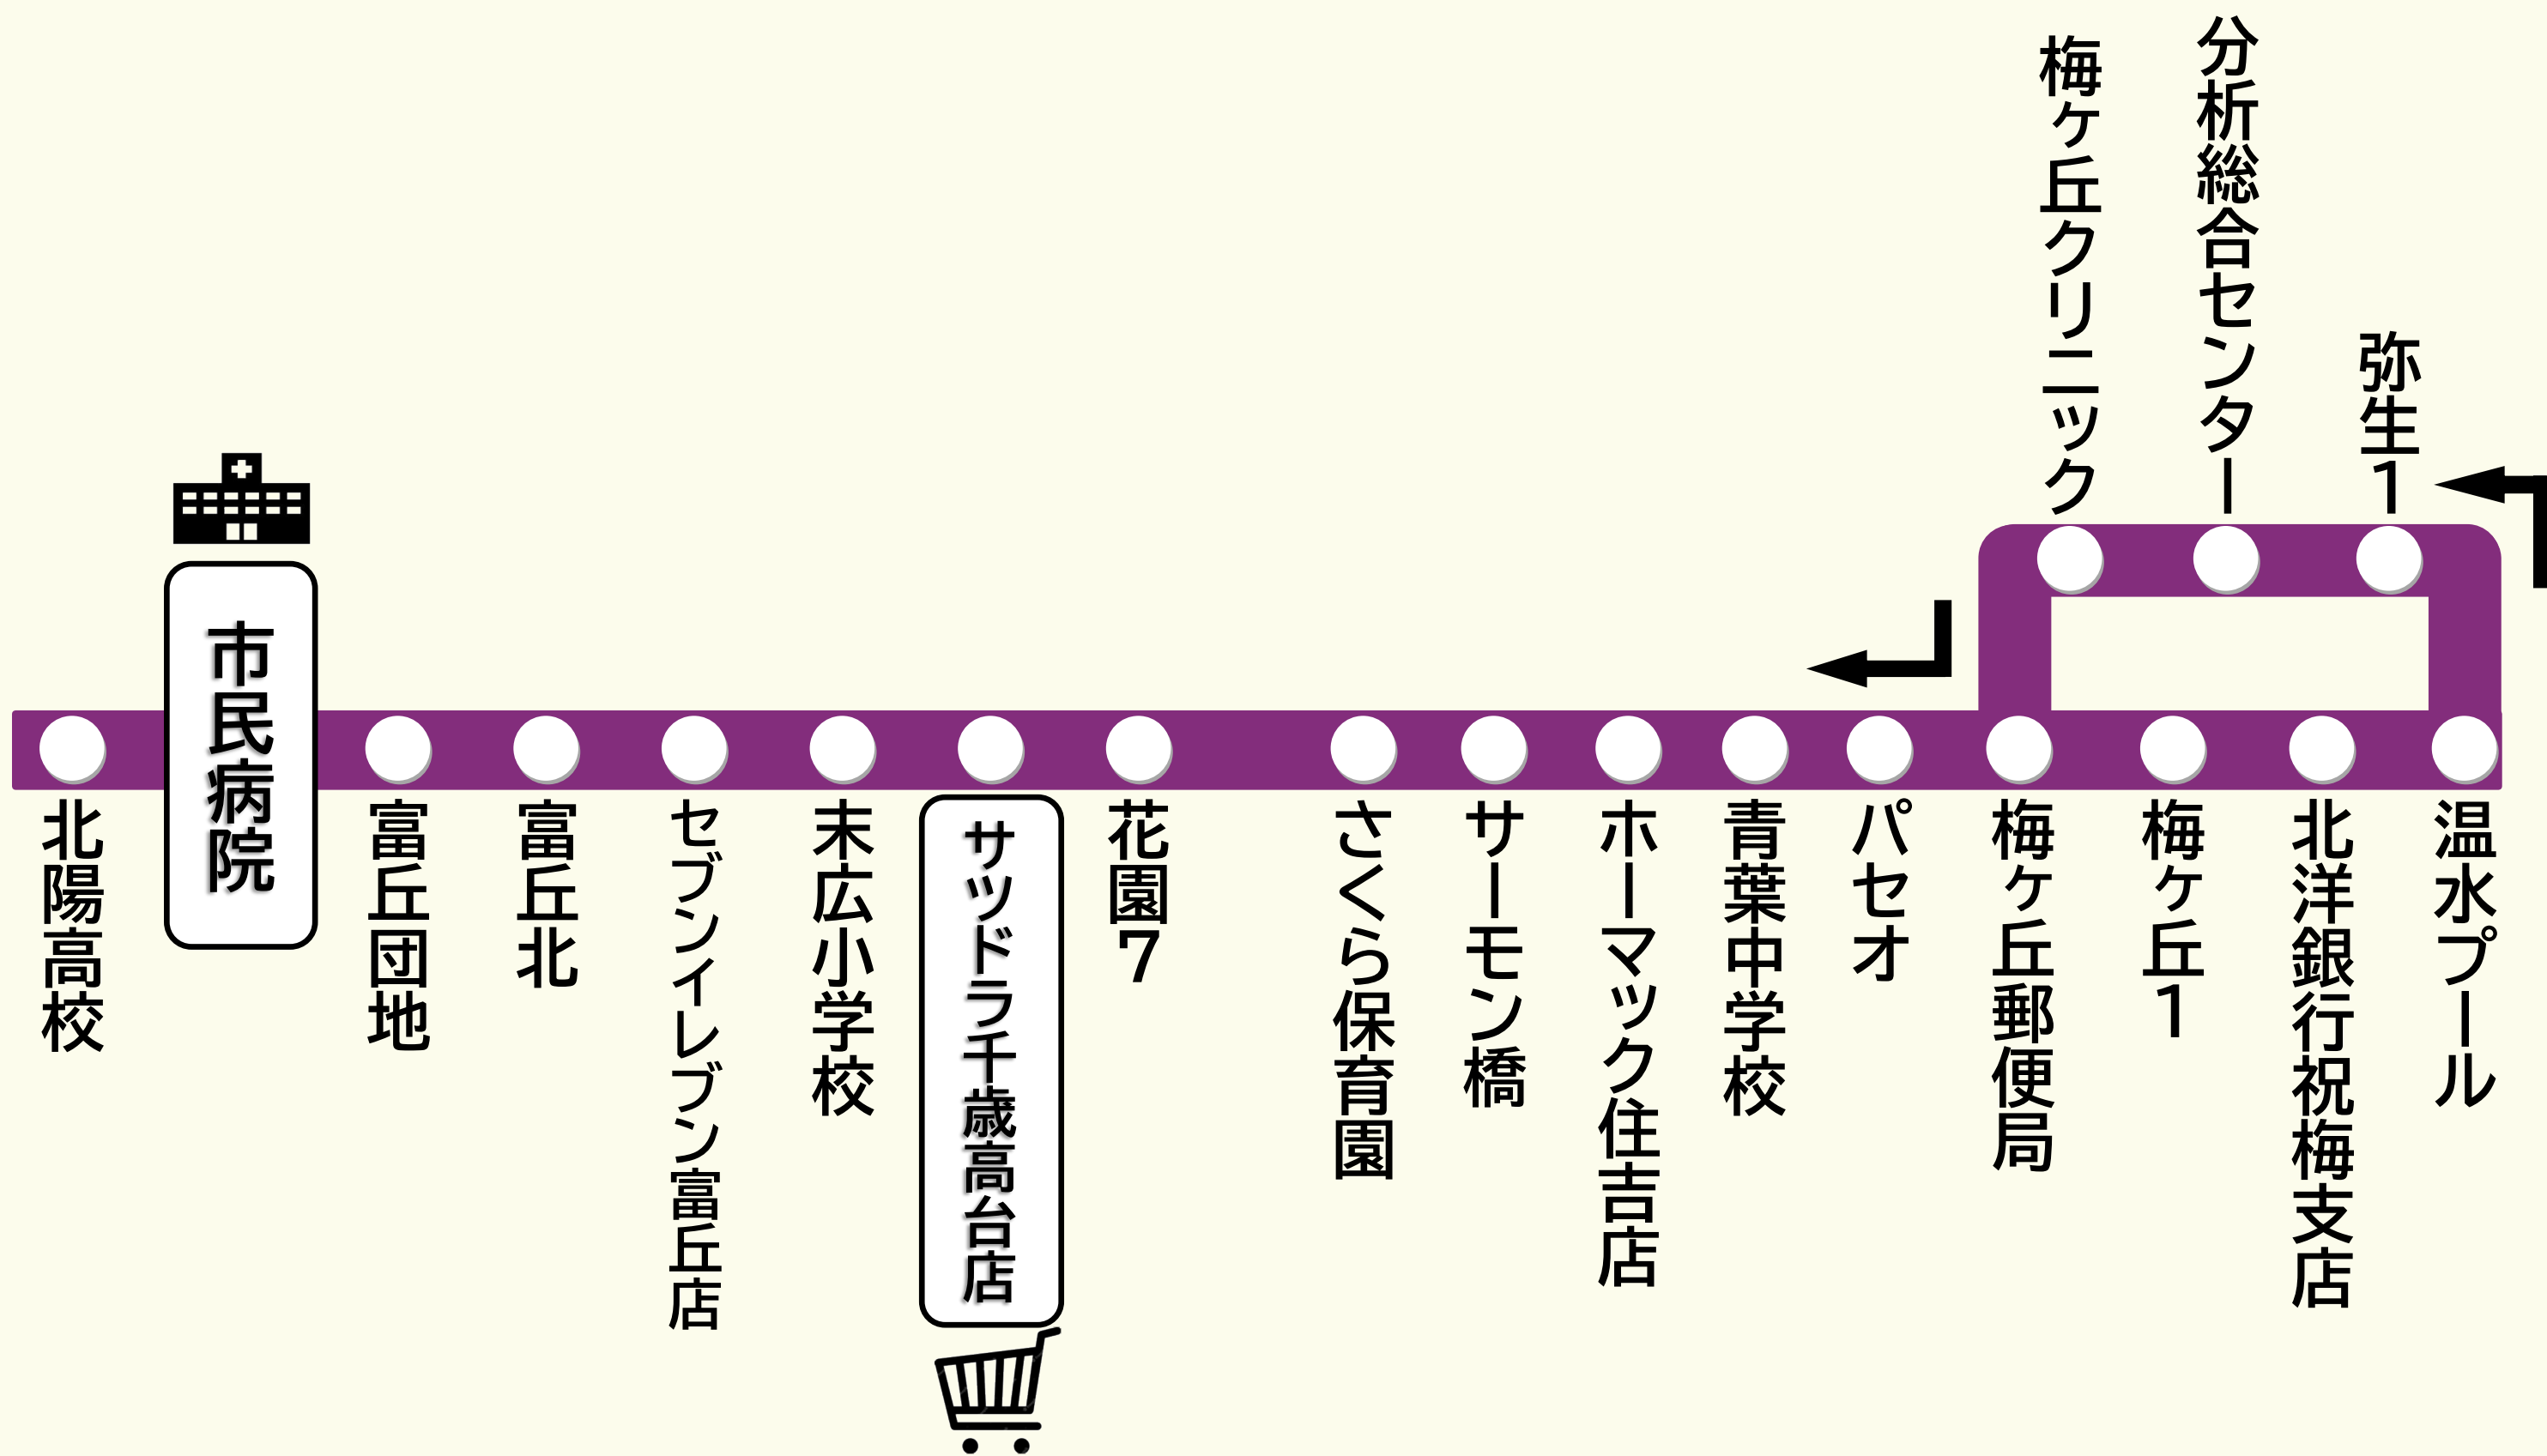 梅ヶ丘クリニック
分析総合センター
弥生1
北陽高校
市民病院
富丘団地
富丘北
セブンイレブン富丘店
末広小学校
サツドラ千歳高台店
花園7
さくら保育園
サーモン橋
ホーマック住吉店
青葉中学校
パセオ
梅ヶ丘郵便局
梅ヶ丘1
北洋銀行祝梅支店
温水プール